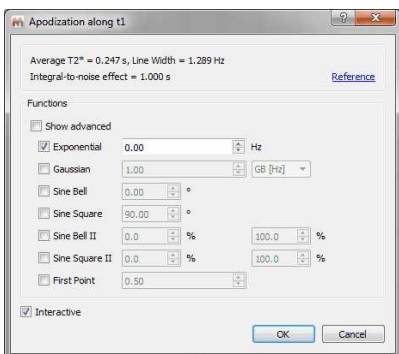 Apodization along t1
Average T2* = 0.247 s, Line Width = 1.289 Hz
Integral-to-noise effect = 1.000 s
Reference
Functions
Show advanced
Exponential 0.00 Hz
Gaussian 1.00 GB [Hz]
Sine Bell 0.00 °
Sine Square 90.00 °
Sine Bell II 0.0 % 100.0 %
Sine Square II 0.0 % 100.0 %
First Point 0.50
Interactive
OK Cancel